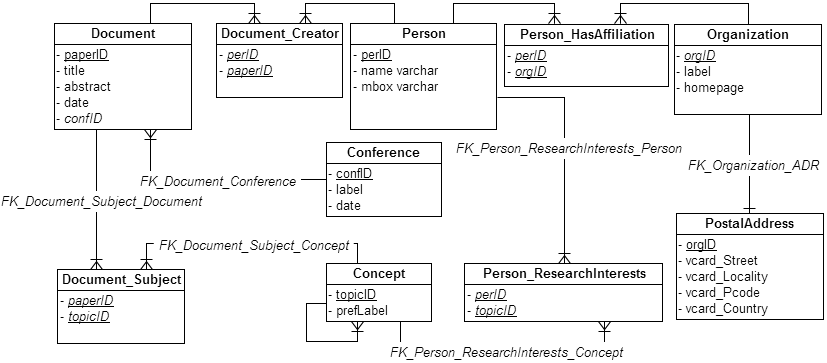 Document
- paperID
- title
- abstract
- date
- confID
Document_Creator
- perID
- paperID
Person
- perID
- name varchar
- mbox varchar
Person_HasAffiliation
- perID
- orgID
Organization
- orgID
- label
- homepage
FK_Person_ResearchInterests_Person
FK_Organization_ADR
Conference
- confID
- label
- date
FK_Document_Conference
FK_Document_Subject_Document
FK_Document_Subject_Concept
PostalAddress
- orgID
- vcard_Street
- vcard_Locality
- vcard_Pcode
- vcard_Country
Document_Subject
- paperID
- topicID
Concept
- topicID
- prefLabel
Person_ResearchInterests
- perID
- topicID
FK_Person_ResearchInterests_Concept